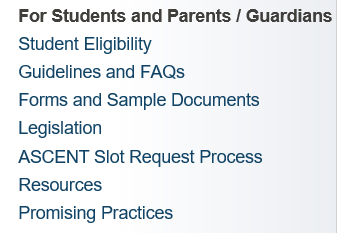 For Students and Parents / Guardians
Student Eligibility
Guidelines and FAQs
Forms and Sample Documents
Legislation
ASCENT Slot Request Process
Resources
Promising Practices